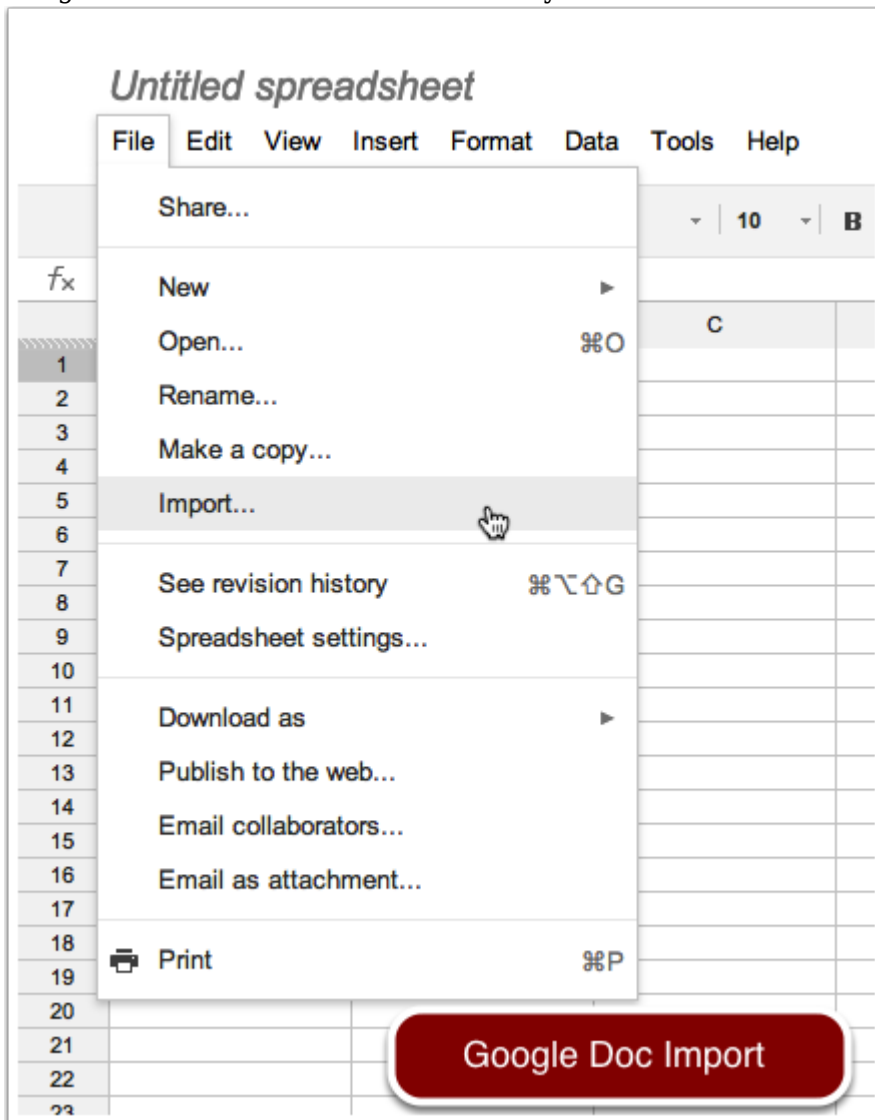 Untitled spreadsheet
File Edit View Insert Format Data Tools Help
Share...
10 B
fx
New ►
Open... ⌘O
C
Rename...
Make a copy...
Import...
See revision history ⌘⌥⇧G
Spreadsheet settings...
Download as ►
Publish to the web...
Email collaborators...
Email as attachment...
Print ⌘P
1
2
3
4
5
6
7
8
9
10
11
12
13
14
15
16
17
18
19
20
21
22
23
Google Doc Import